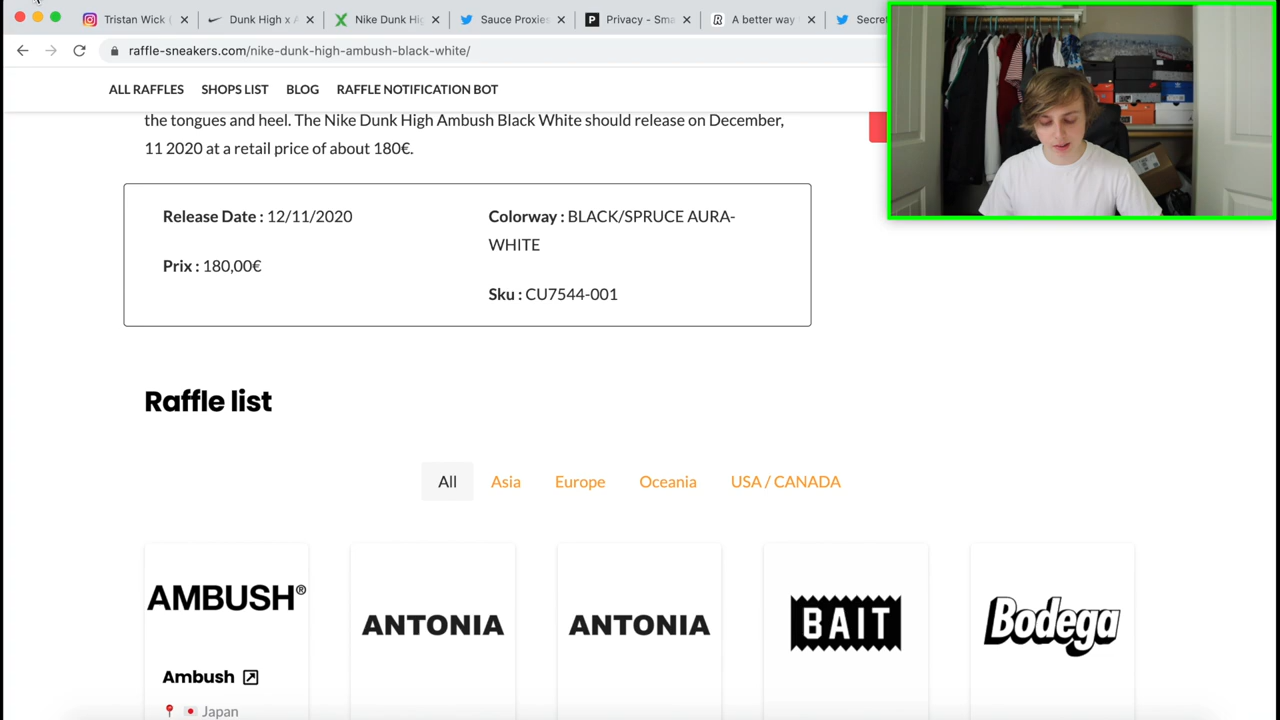 Tristan Wick (
Dunk High x A
Nike Dunk Hig
Sauce Proxies
Privacy - Sma
A better way
Secret
raffle-sneakers.com/nike-dunk-high-ambush-black-white/
ALL RAFFLES SHOPS LIST BLOG RAFFLE NOTIFICATION BOT
the tongues and heel. The Nike Dunk High Ambush Black White should release on December,
11 2020 at a retail price of about 180€.
Release Date : 12/11/2020
Prix : 180,00€
Colorway : BLACK/SPRUCE AURA-
WHITE
Sku : CU7544-001
Raffle list
All Asia Europe Oceania USA / CANADA
AMBUSH®
ANTONIA
ANTONIA
BAIT
Bodega
Ambush
Japan